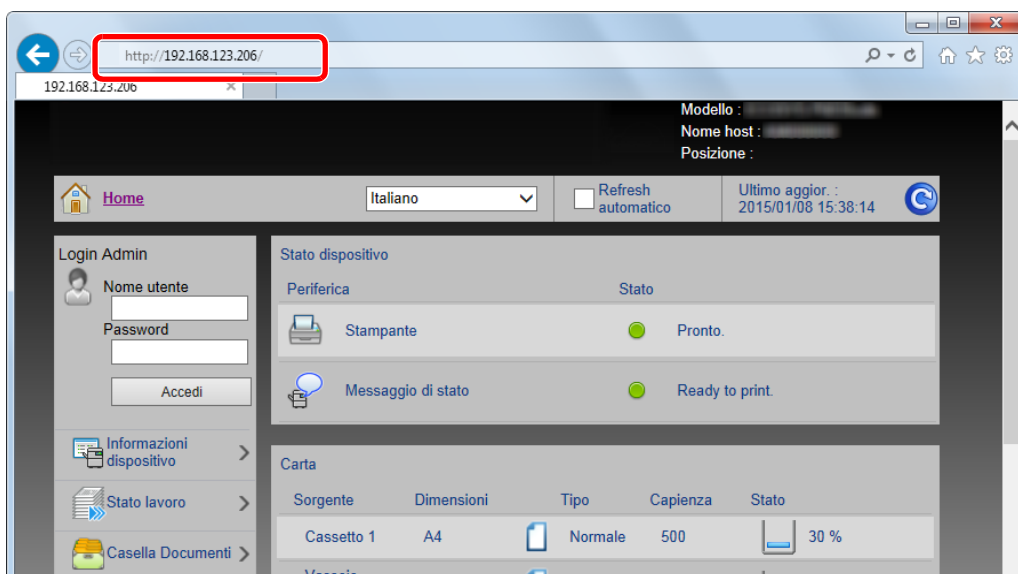 http://192.168.123.206/
192.168.123.206
Modello :
Nome host :
Posizione :
Home
Italiano
Refresh automatico
Ultimo aggior. :
2015/01/08 15:38:14
Login Admin
Nome utente
Password
Accedi
Informazioni dispositivo
Stato lavoro
Casella Documenti
Stato dispositivo
Periferica Stato
Stampante Pronto.
Messaggio di stato Ready to print.
Carta
Sorgente Dimensioni Tipo Capienza Stato
Cassetto 1 A4 Normale 500 30 %